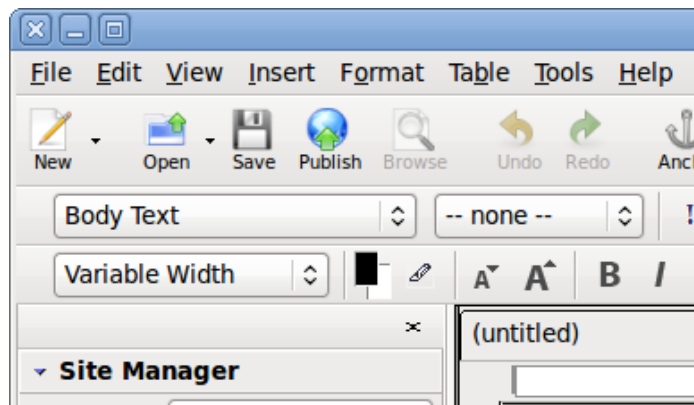 File Edit View Insert Format Table Tools Help
New Open Save Publish Browse Undo Redo Anc
Body Text -- none -- !
Variable Width A A B I
(untitled)
Site Manager